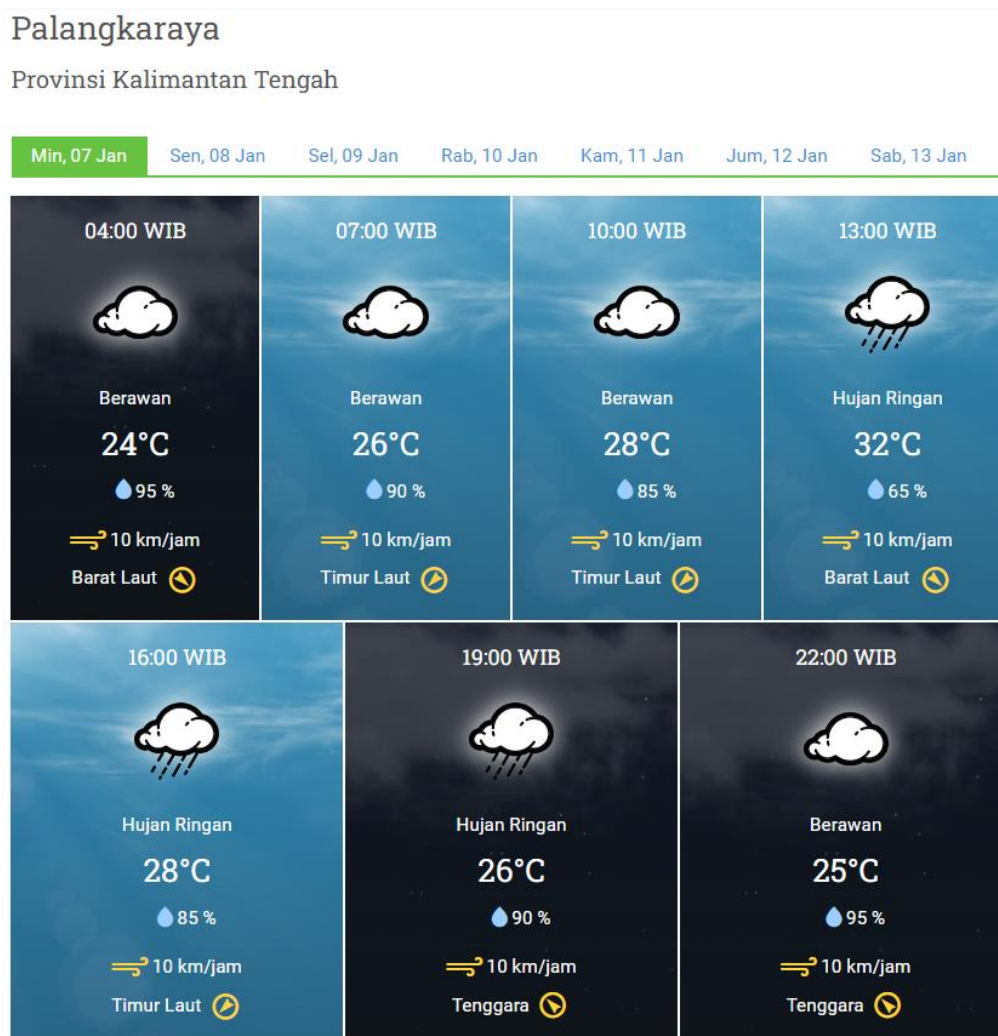 Palangkaraya
Provinsi Kalimantan Tengah
Min, 07 Jan Sen, 08 Jan Sel, 09 Jan Rab, 10 Jan Kam, 11 Jan Jum, 12 Jan Sab, 13 Jan
04:00 WIB
Berawan
24°C
95 %
10 km/jam
Barat Laut
07:00 WIB
Berawan
26°C
90 %
10 km/jam
Timur Laut
10:00 WIB
Berawan
28°C
85 %
10 km/jam
Timur Laut
13:00 WIB
Hujan Ringan
32°C
65 %
10 km/jam
Barat Laut
16:00 WIB
Hujan Ringan
28°C
85 %
10 km/jam
Timur Laut
19:00 WIB
Hujan Ringan
26°C
90 %
10 km/jam
Tenggara
22:00 WIB
Berawan
25°C
95 %
10 km/jam
Tenggara